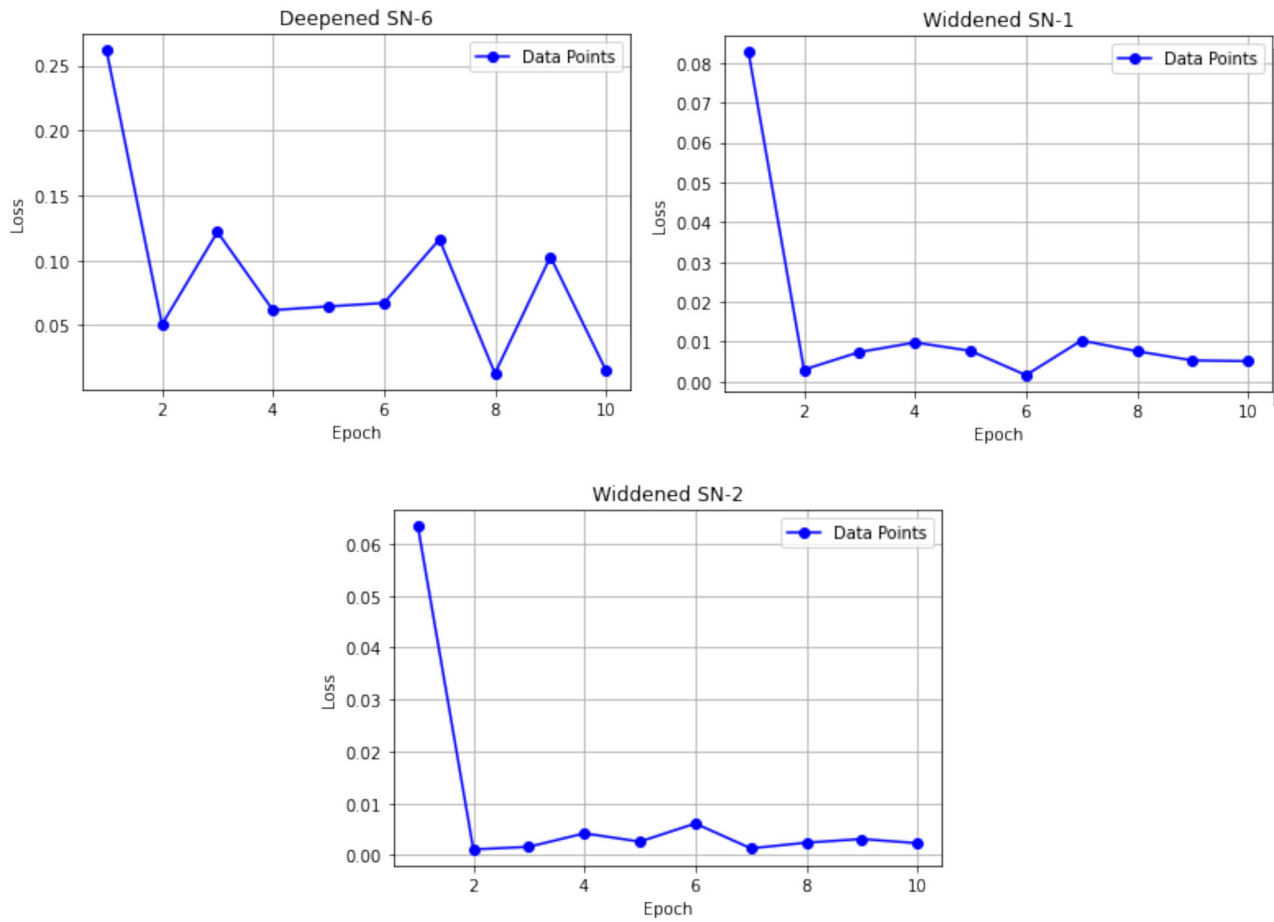 Deepened SN-6
Data Points
0.25
0.20
0.15
0.10
0.05
Loss
2 4 6 8 10
Epoch
Widdened SN-1
Data Points
0.08
0.07
0.06
0.05
0.04
0.03
0.02
0.01
0.00
Loss
2 4 6 8 10
Epoch
Widdened SN-2
Data Points
0.06
0.05
0.04
0.03
0.02
0.01
0.00
Loss
2 4 6 8 10
Epoch